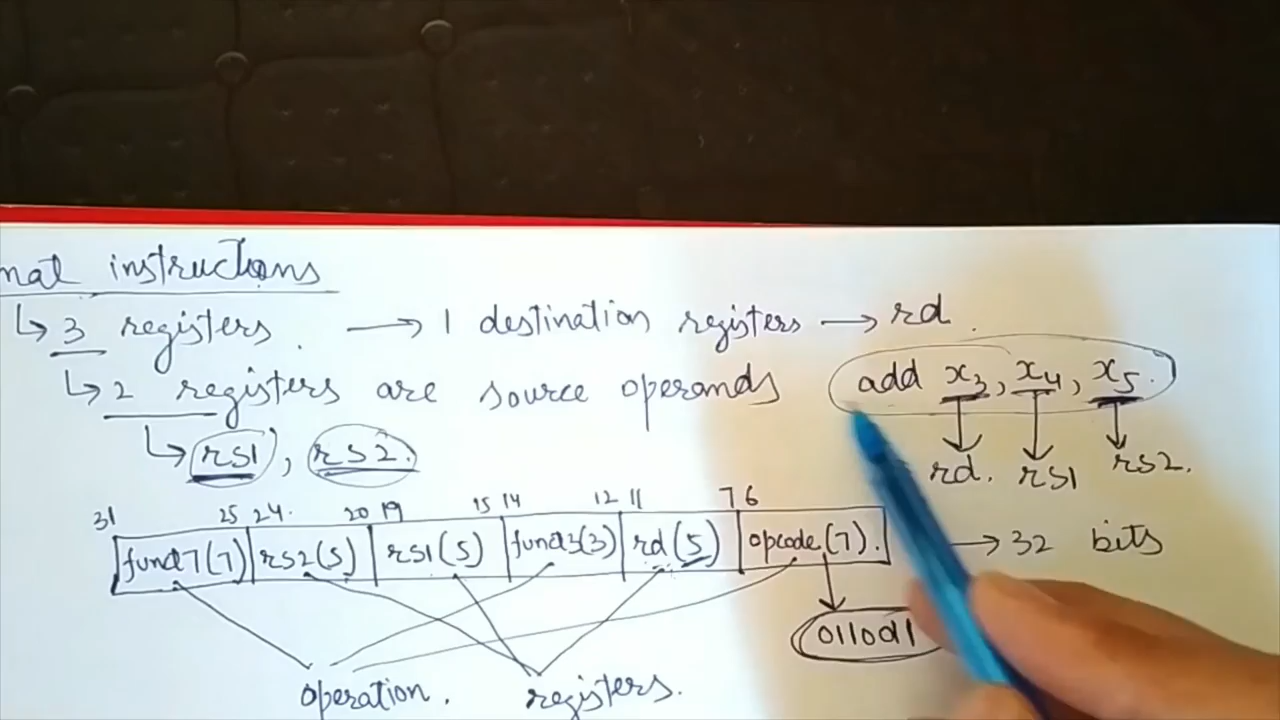 mat instructions
↳ 3 registers. → 1 destination registers → rd.
↳ 2 registers are source operands
add x3, x4, x5.
↳ rs1, rs2.
rd. rs1 rs2.
31 25 24 20 19 15 14 12 11 7 6
funct7(7) rs2(5) rs1(5) funct3(3) rd(5) opcode(7). → 32 bits
operation. registers.